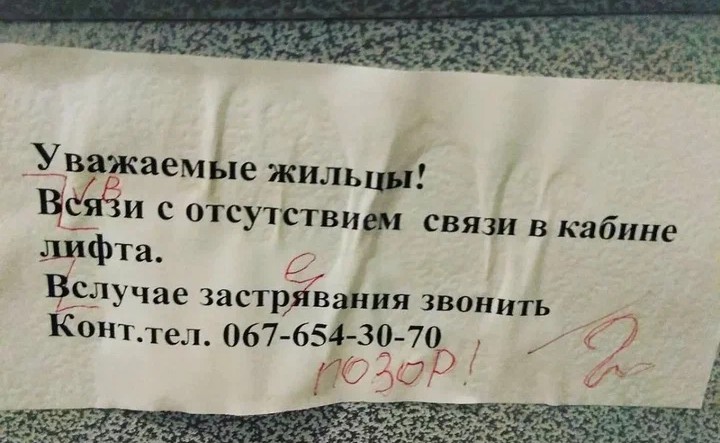 Уважаемые жильцы!
в
Всязи с отсутствием связи в кабине
лифта.
е
Вслучае застрявания звонить
Конт.тел. 067-654-30-70
позор!
2